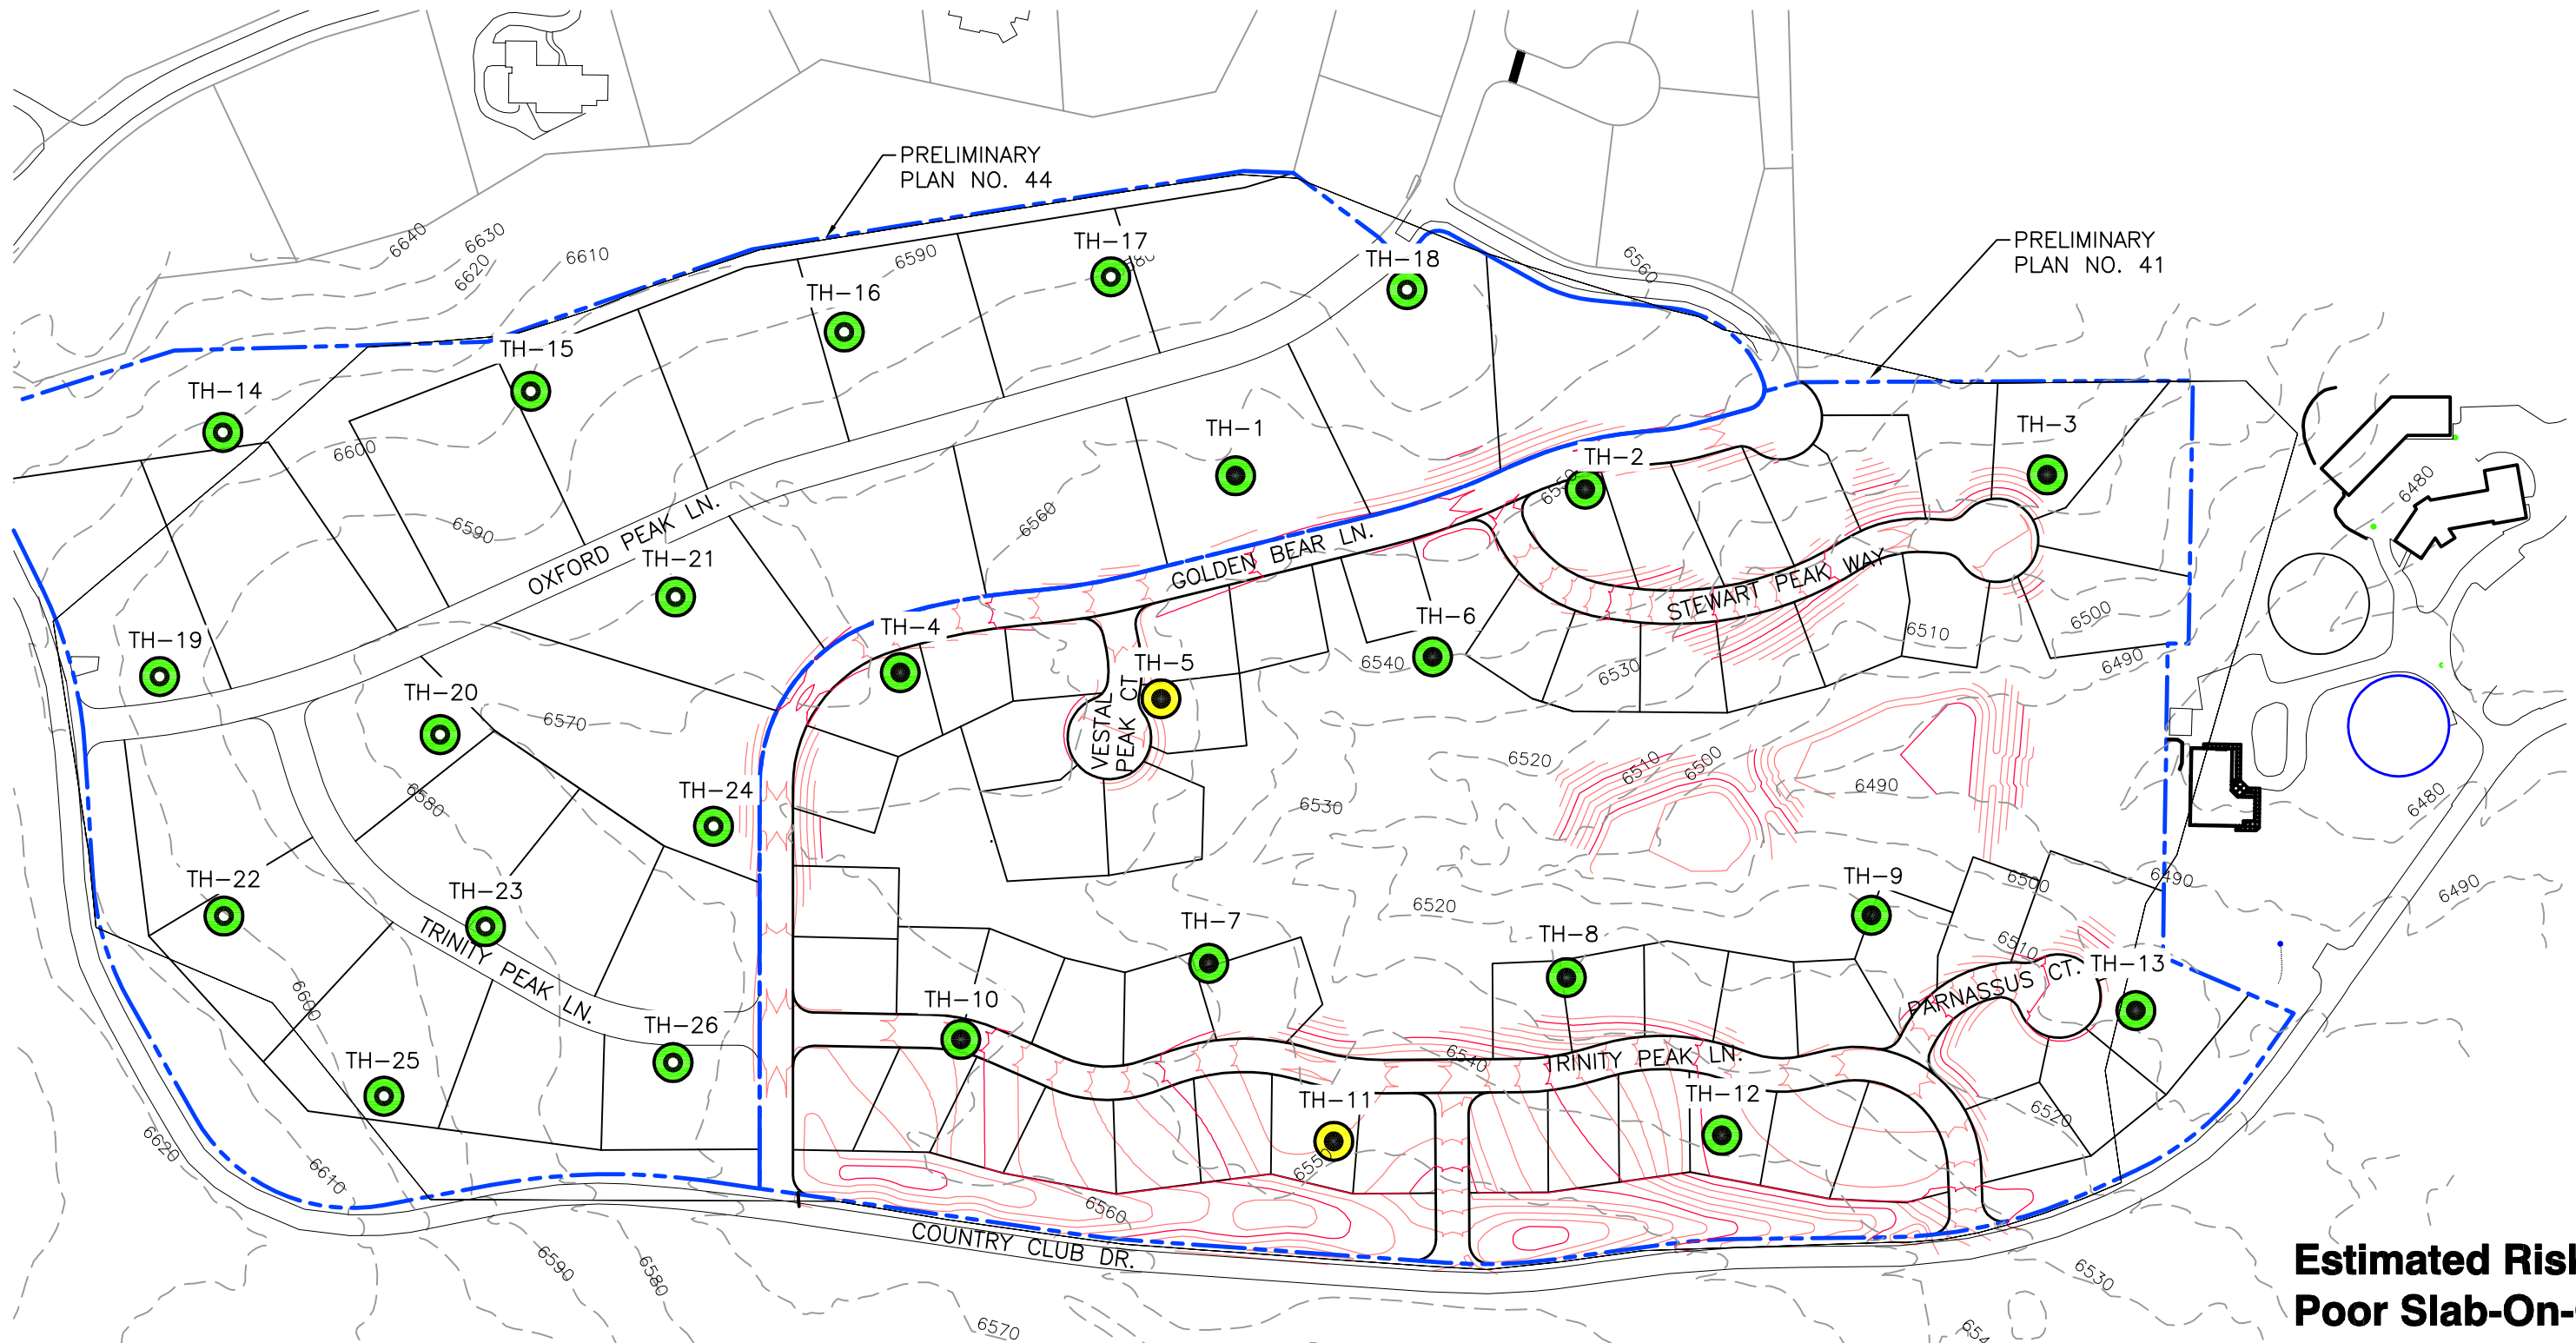 PRELIMINARY
PLAN NO. 44
PRELIMINARY
PLAN NO. 41
6640
6630
6620
6610
6590
6560
TH-17
TH-18
TH-16
TH-15
TH-14
6600
6590
TH-1
TH-2
TH-3
6480
6560
OXFORD PEAK LN.
GOLDEN BEAR LN.
STEWART PEAK WAY
TH-21
TH-4
TH-6
TH-5
6540
6530
6510
6500
6490
TH-19
TH-20
6570
VESTAL
PEAK CT.
6580
TH-24
6520
6510
6500
6490
6530
6480
TH-22
TH-23
TH-7
6520
TH-8
TH-9
6500
6490
6490
6510
TRINITY PEAK LN.
TH-10
PARNASSUS CT.
TH-13
6600
TH-25
TH-26
6540
RINITY PEAK LN.
TH-11
TH-12
6520
6550
6620
6610
6560
COUNTRY CLUB DR.
6590
6580
6570
6530
Estimated
Poor Slab-On-